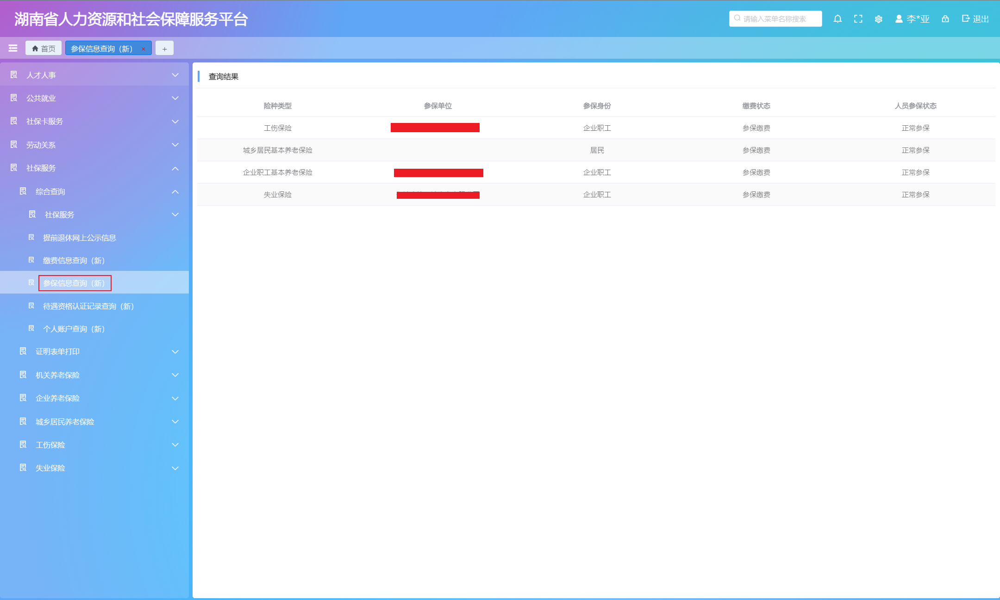 湖南省人力资源和社会保障服务平台
请输入菜单名称搜索
李*亚
退出
首页
参保信息查询（新） ×
+
人才人事
公共就业
社保卡服务
劳动关系
社保服务
综合查询
社保服务
提前退休网上公示信息
缴费信息查询（新）
参保信息查询（新）
待遇资格认证记录查询（新）
个人账户查询（新）
证明表单打印
机关养老保险
企业养老保险
城乡居民养老保险
工伤保险
失业保险
查询结果
险种类型 参保单位 参保身份 缴费状态 人员参保状态
工伤保险 企业职工 参保缴费 正常参保
城乡居民基本养老保险 居民 参保缴费 正常参保
企业职工基本养老保险 企业职工 参保缴费 正常参保
失业保险 企业职工 参保缴费 正常参保